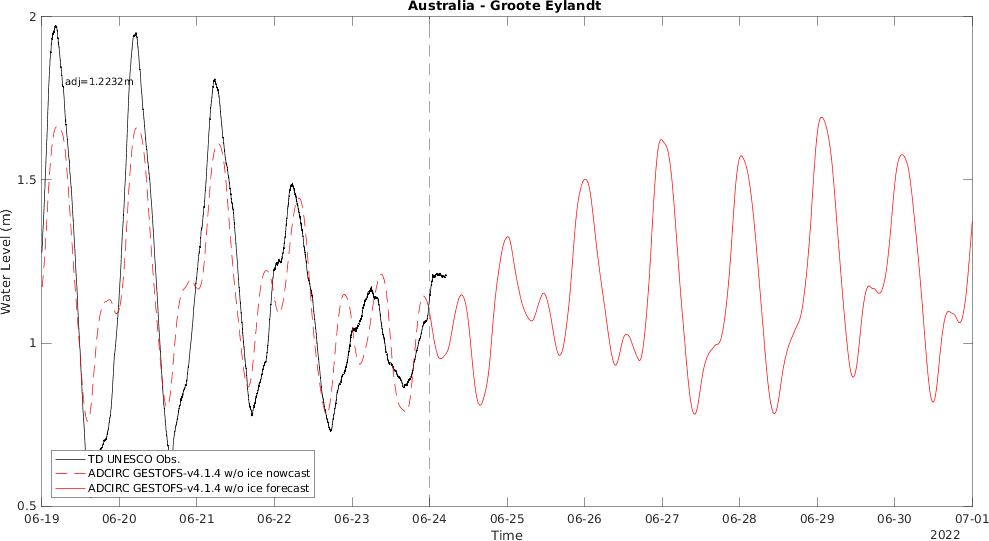 Australia - Groote Eylandt
2
adj=1.2232m
1.5
Water Level (m)
1
TD UNESCO Obs.
ADCIRC GESTOFS-v4.1.4 w/o ice nowcast
ADCIRC GESTOFS-v4.1.4 w/o ice forecast
0.5
06-19 06-20 06-21 06-22 06-23 06-24 06-25 06-26 06-27 06-28 06-29 06-30 07-01
Time
2022